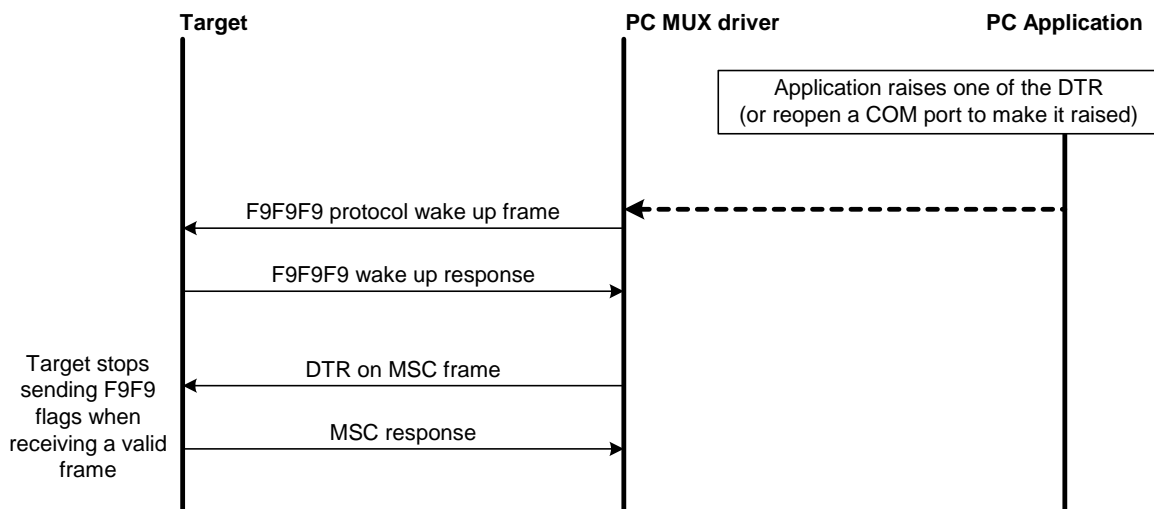 Target
PC MUX driver
PC Application
Application raises one of the DTR
(or reopen a COM port to make it raised)
F9F9F9 protocol wake up frame
F9F9F9 wake up response
Target stops
sending F9F9
flags when
receiving a valid
frame
DTR on MSC frame
MSC response